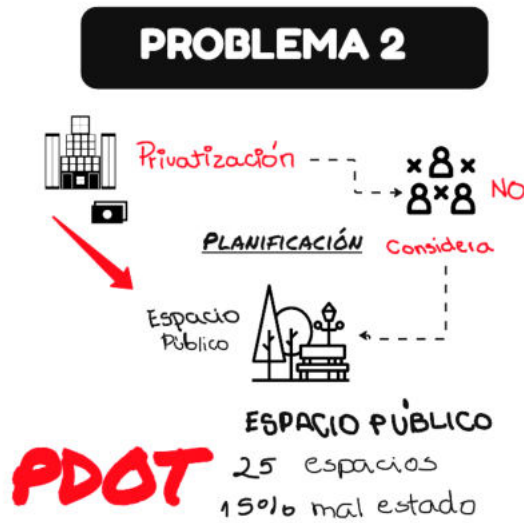 PROBLEMA 2
Privatización
NO
PLANIFICACIÓN
Considera
Espacio
Público
ESPACIO PÚBLICO
PDOT
25 espacios
15% mal estado